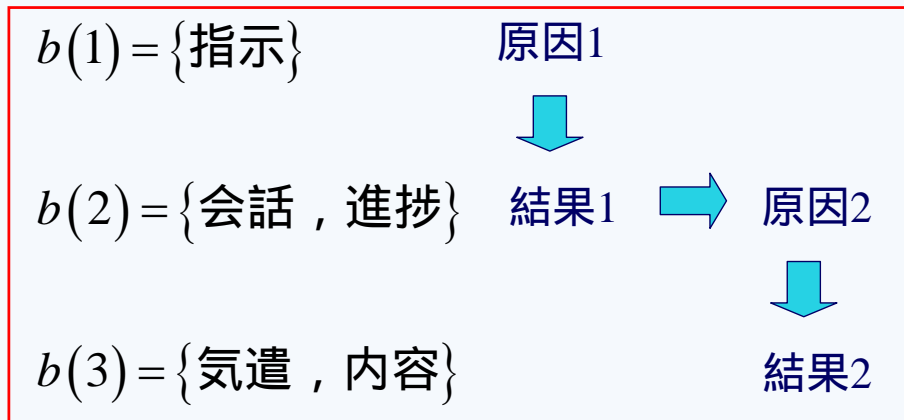 b(1)={指示} 原因1
b(2)={会話，進捗} 結果1 原因2
b(3)={気遣，内容} 結果2